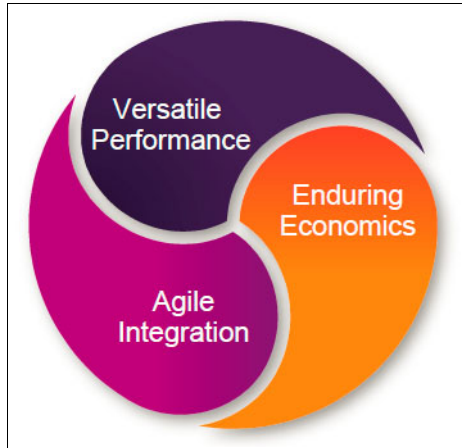 Versatile
Performance
Enduring
Economics
Agile
Integration